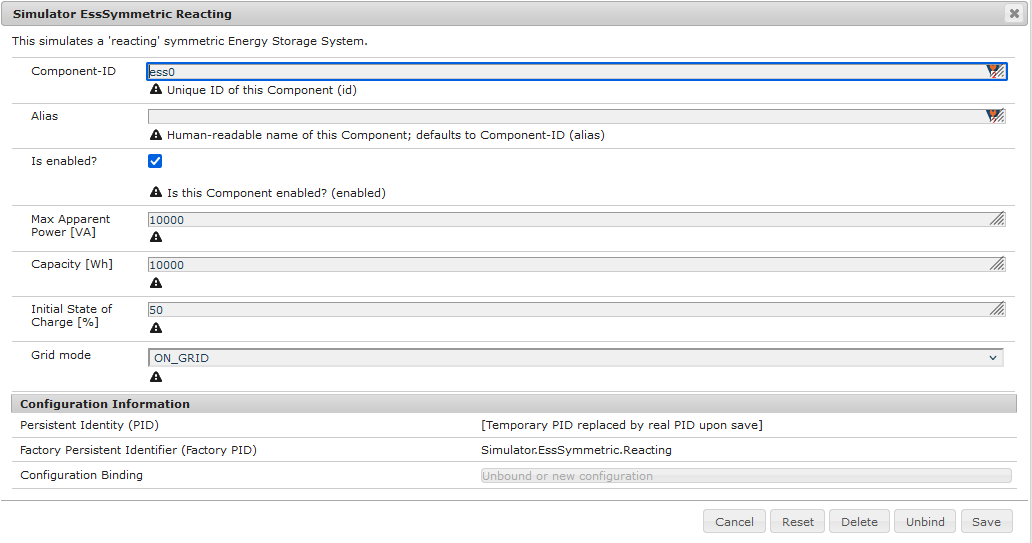 Simulator EssSymmetric Reacting
This simulates a 'reacting' symmetric Energy Storage System.
Component-ID
ess0
Unique ID of this Component (id)
Alias
Human-readable name of this Component; defaults to Component-ID (alias)
Is enabled?
Is this Component enabled? (enabled)
Max Apparent
Power [VA]
10000
Capacity [Wh]
10000
Initial State of
Charge [%]
50
Grid mode
ON_GRID
Configuration Information
Persistent Identity (PID)
[Temporary PID replaced by real PID upon save]
Factory Persistent Identifier (Factory PID)
Simulator.EssSymmetric.Reacting
Configuration Binding
Unbound or new configuration
Cancel
Reset
Delete
Unbind
Save